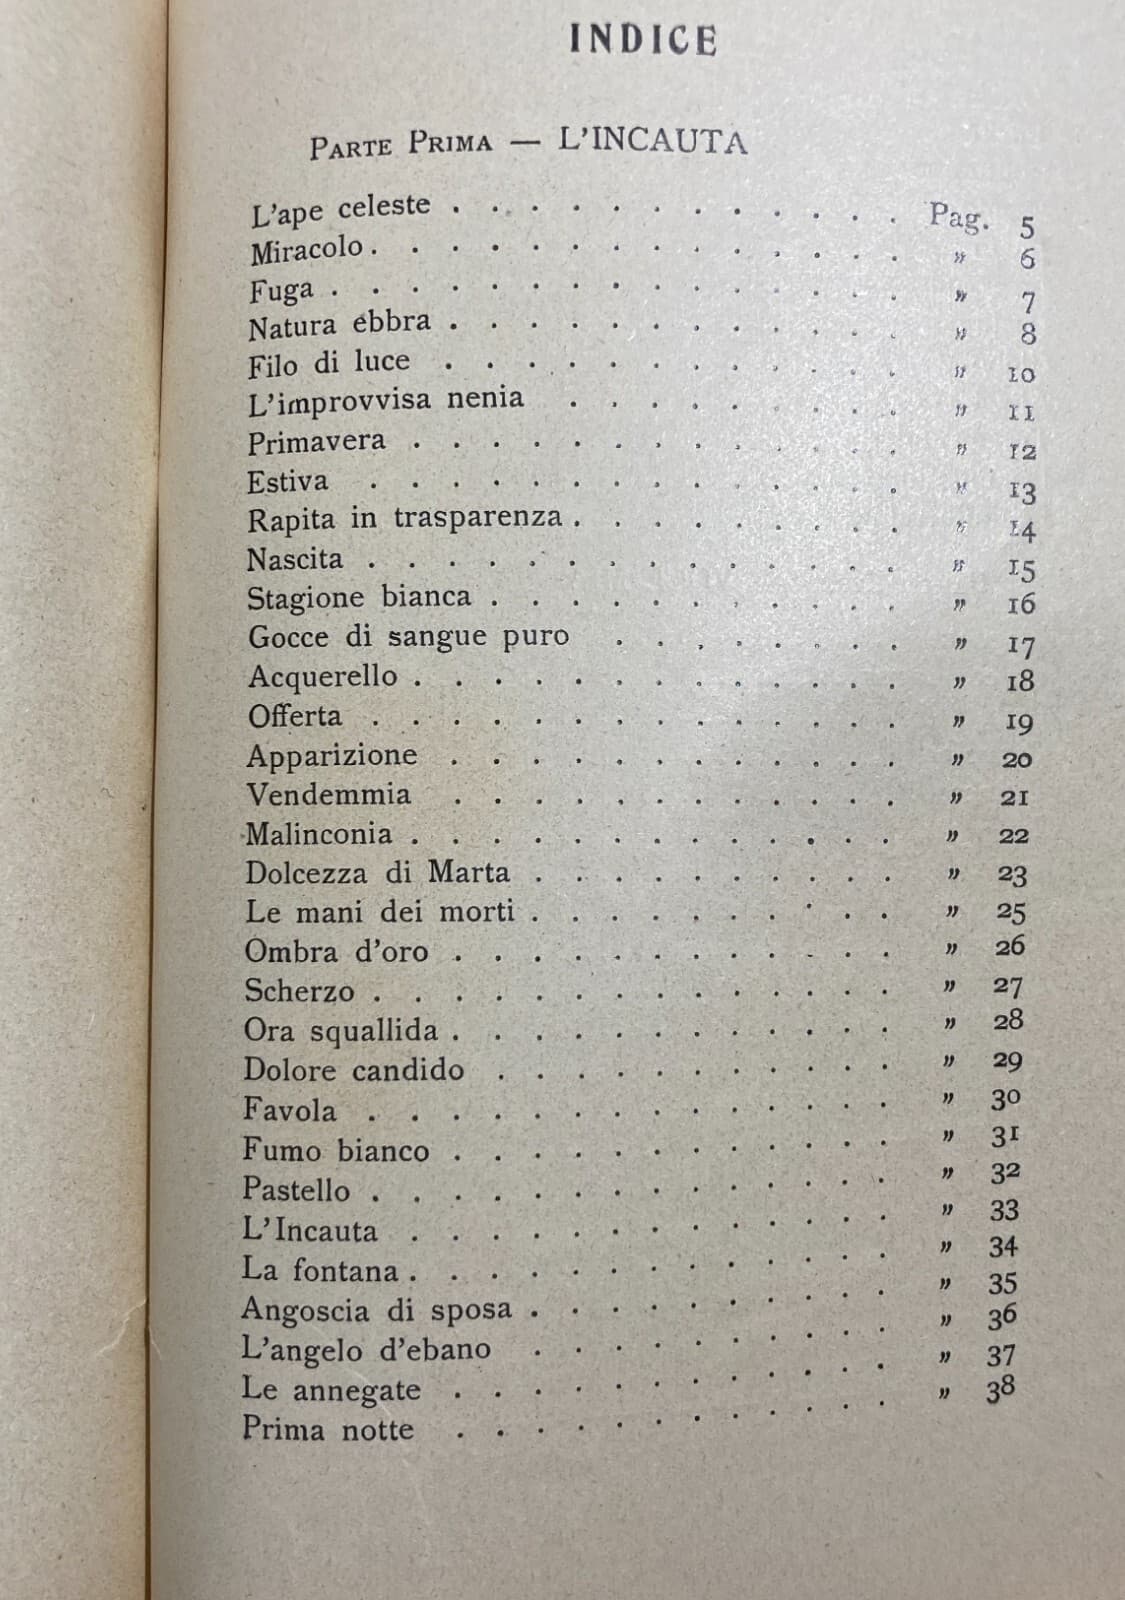 INDICE
PARTE PRIMA — L'INCAUTA
L'ape celeste . . . . . . . . . . . . Pag. 5
Miracolo . . . . . . . . . . . . . . " 6
Fuga . . . . . . . . . . . . . . . " 7
Natura ebbra . . . . . . . . . . . . " 8
Filo di luce . . . . . . . . . . . . " 10
L'improvvisa nenia . . . . . . . . . " 11
Primavera . . . . . . . . . . . . . " 12
Estiva . . . . . . . . . . . . . . " 13
Rapita in trasparenza . . . . . . . . . " 14
Nascita . . . . . . . . . . . . . . " 15
Stagione bianca . . . . . . . . . . . " 16
Gocce di sangue puro . . . . . . . . " 17
Acquerello . . . . . . . . . . . . . " 18
Offerta . . . . . . . . . . . . . . " 19
Apparizione . . . . . . . . . . . . " 20
Vendemmia . . . . . . . . . . . . " 21
Malinconia . . . . . . . . . . . . . " 22
Dolcezza di Marta . . . . . . . . . . " 23
Le mani dei morti . . . . . . . . . . " 25
Ombra d'oro . . . . . . . . . . . . " 26
Scherzo . . . . . . . . . . . . . . " 27
Ora squallida . . . . . . . . . . . . " 28
Dolore candido . . . . . . . . . . . " 29
Favola . . . . . . . . . . . . . . " 30
Fumo bianco . . . . . . . . . . . . " 31
Pastello . . . . . . . . . . . . . . " 32
L'Incauta . . . . . . . . . . . . . " 33
La fontana . . . . . . . . . . . . . " 34
Angoscia di sposa . . . . . . . . . . " 35
L'angelo d'ebano . . . . . . . . . . " 36
Le annegate . . . . . . . . . . . . " 37
Prima notte . . . . . . . . . . . . " 38